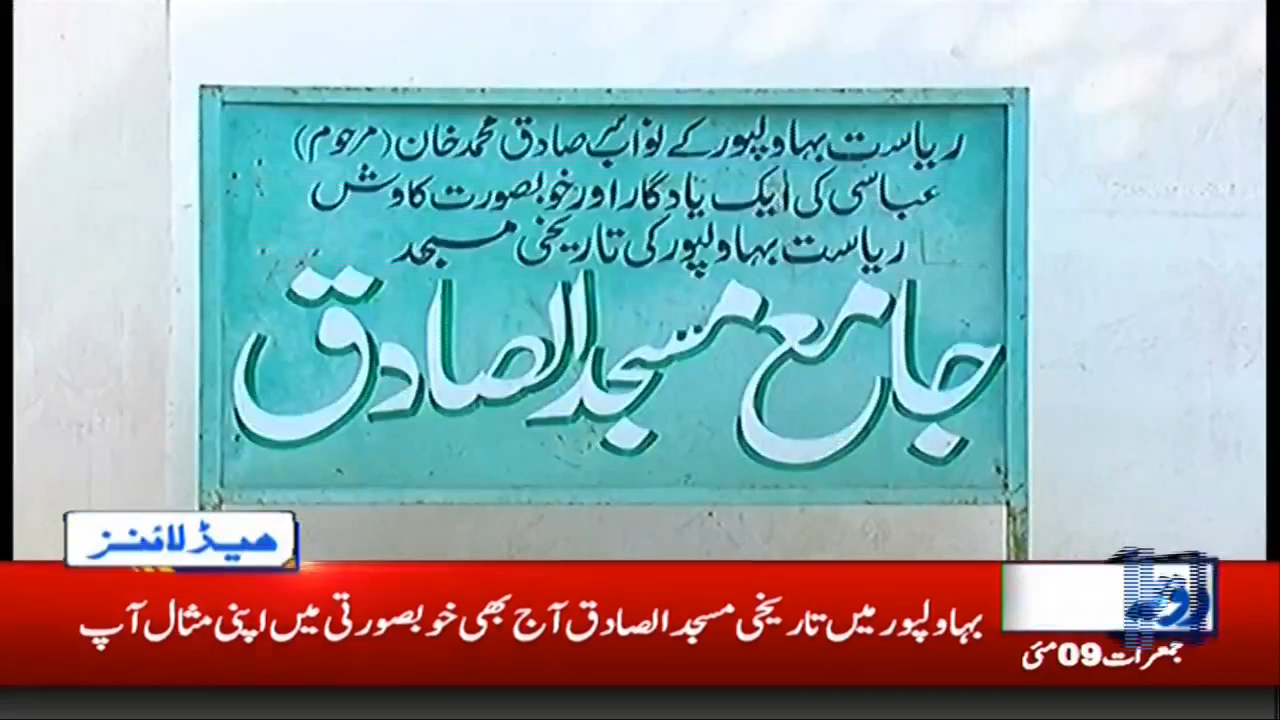 ریاست بہاولپور کے نواب صادق محمد خان (مرحوم)
عباسی کی ایک یادگار اور خوبصورت کاوش
ریاست بہاولپور کی تاریخی مسجد
جامع مسجد الصادق
ہیڈلائنز
بہاولپور میں تاریخی مسجد الصادق آج بھی خوبصورتی میں اپنی مثال آپ
جمعرات 09 مئی